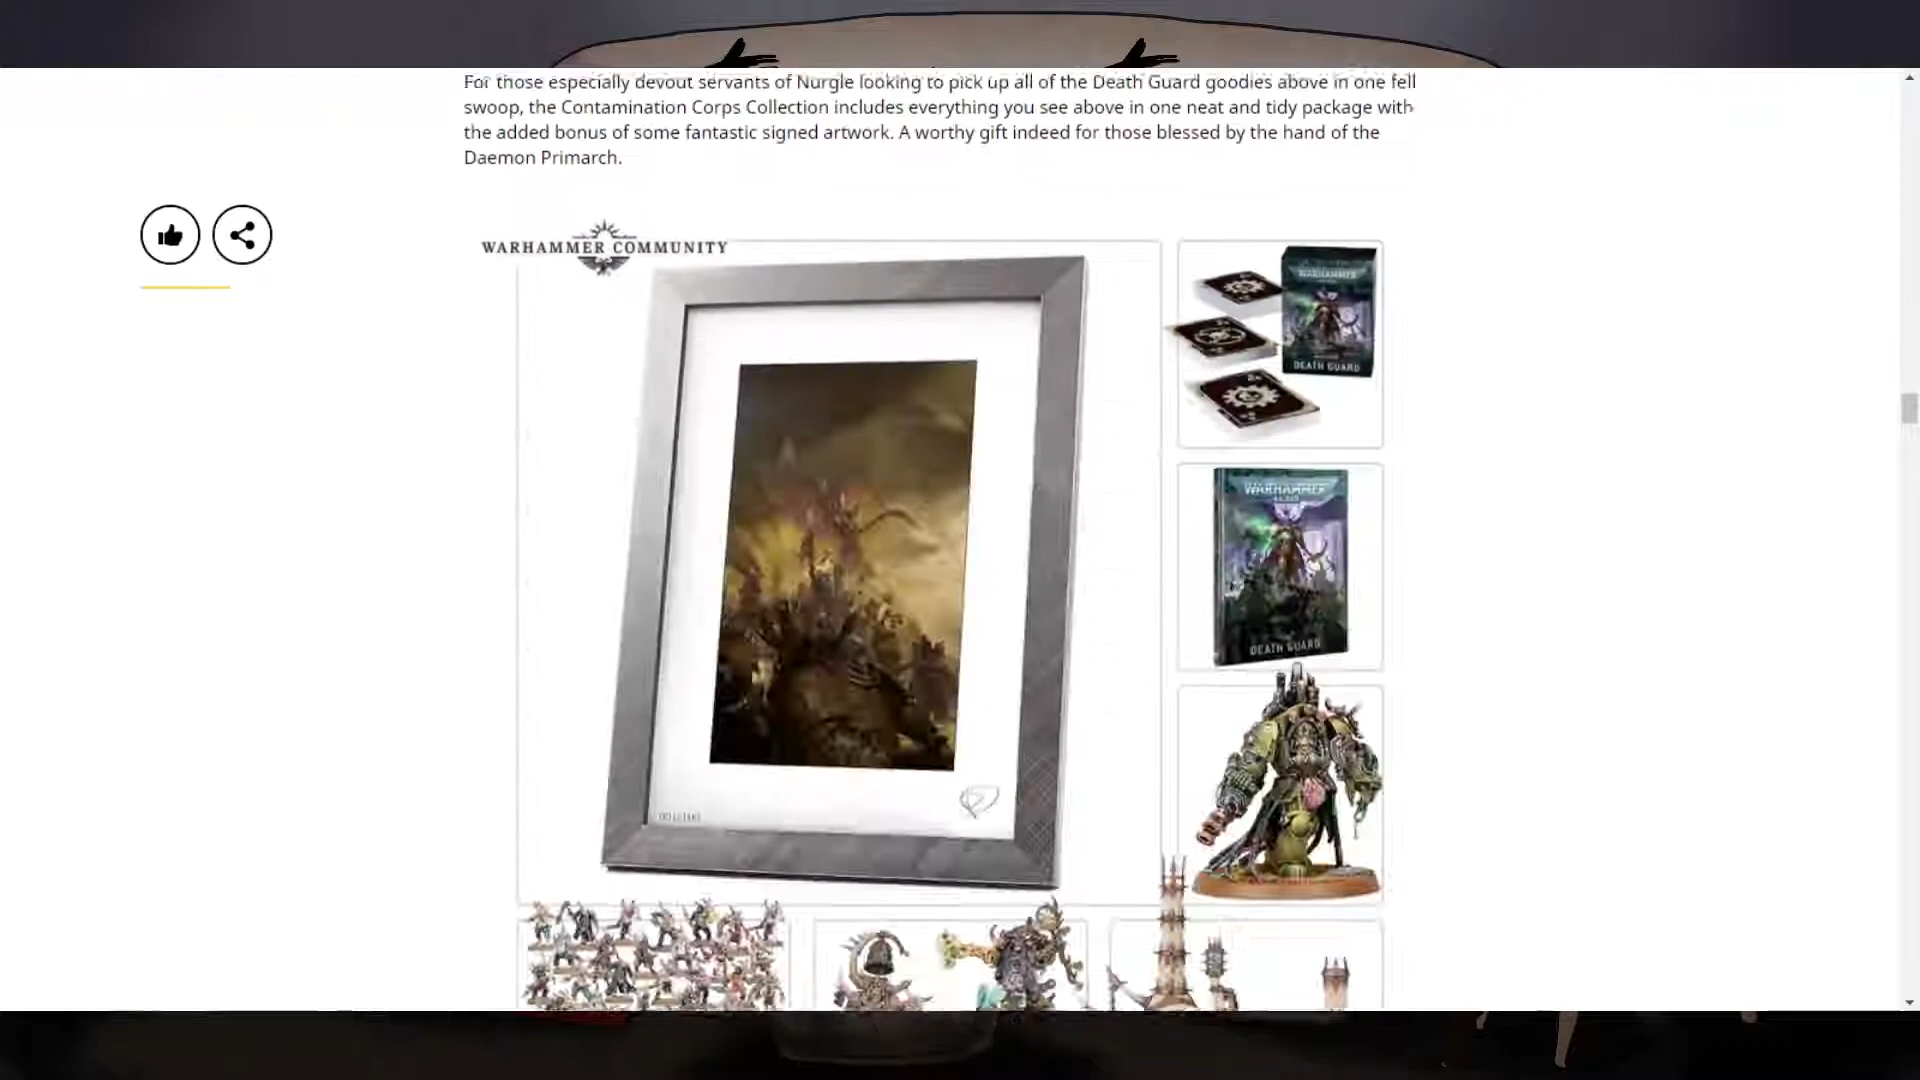 For those especially devout servants of Nurgle looking to pick up all of the Death Guard goodies above in one fell
swoop, the Contamination Corps Collection includes everything you see above in one neat and tidy package with
the added bonus of some fantastic signed artwork. A worthy gift indeed for those blessed by the hand of the
Daemon Primarch.
WARHAMMER COMMUNITY
WARHAMMER
DEATH GUARD
WARHAMMER
DEATH GUARD